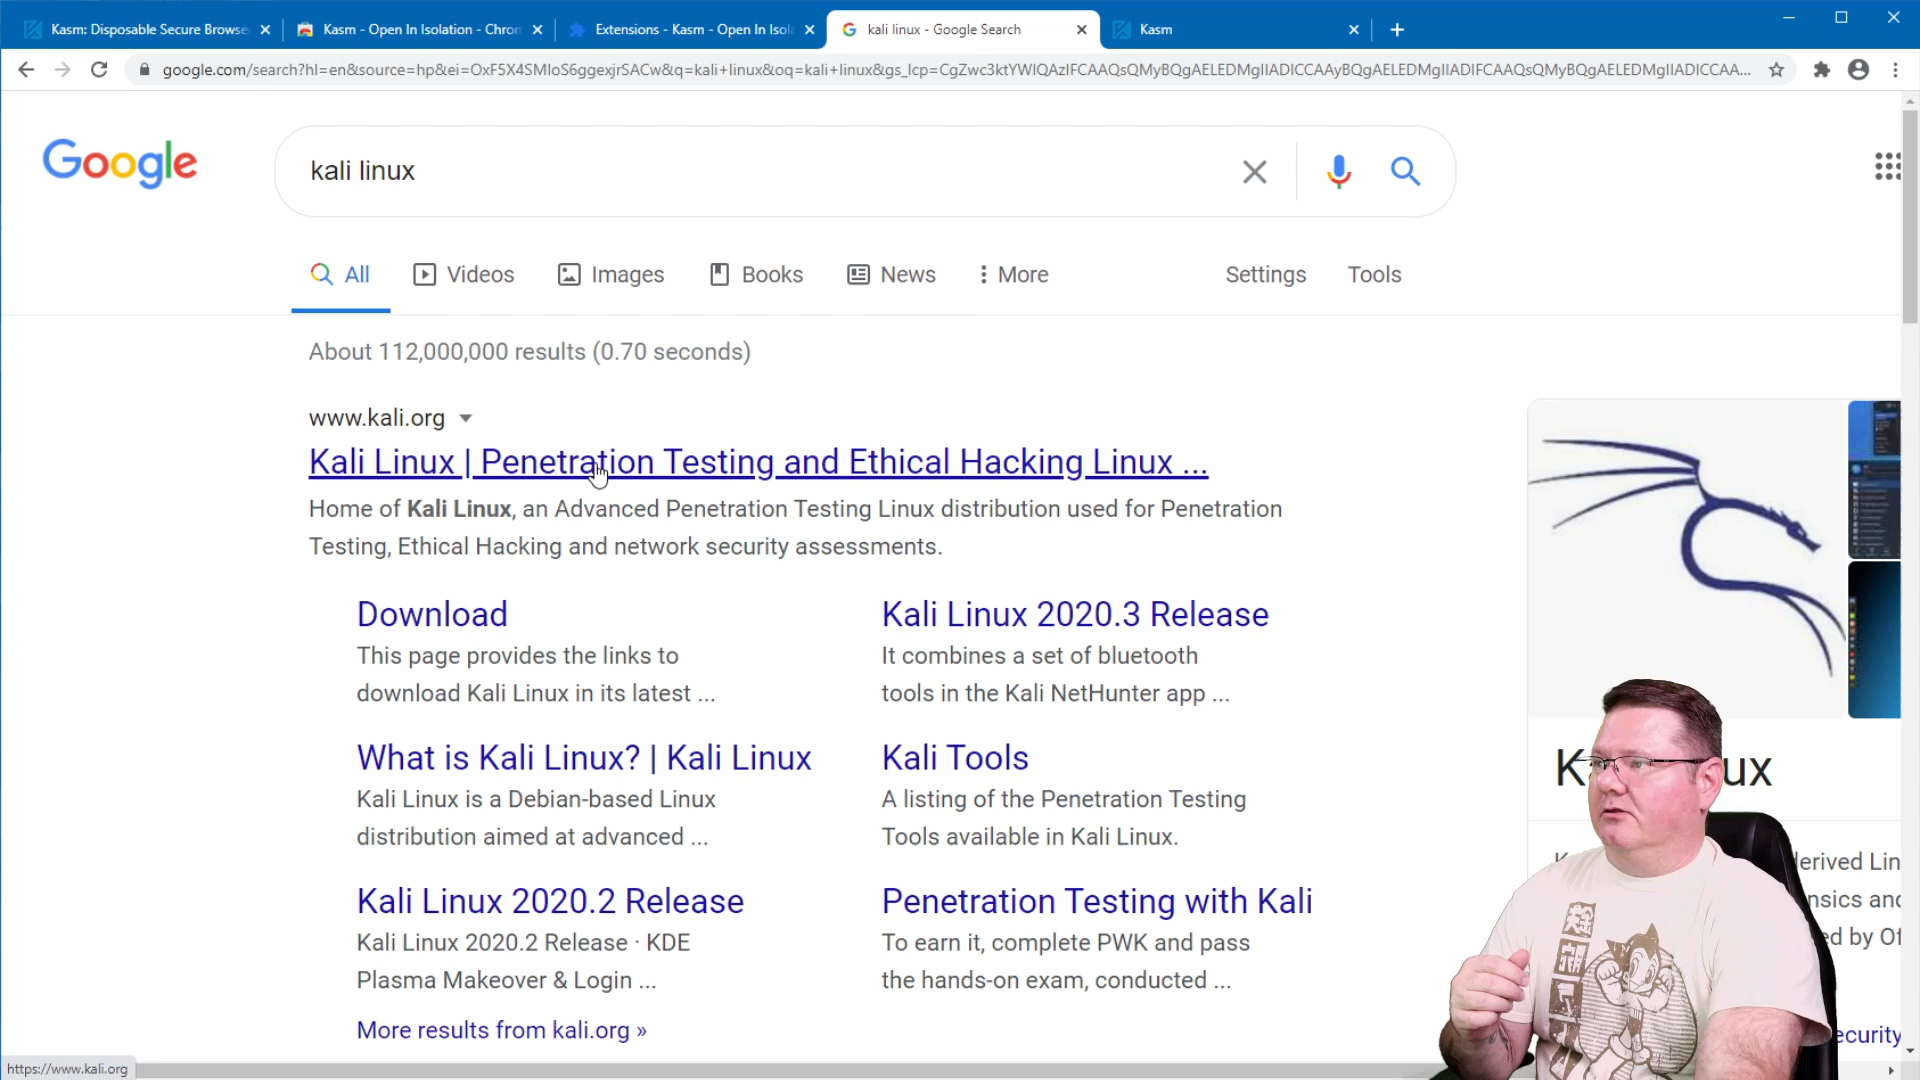 Kasm: Disposable Secure Browse
Kasm - Open In Isolation - Chrom
Extensions - Kasm - Open In Isol
kali linux - Google Search
Kasm
google.com/search?hl=en&source=hp&ei=OxF5X4SMIoS6ggexjrSACw&q=kali+linux&oq=kali+linux&gs_lcp=CgZwc3ktYWIQAzIFCAAQsQMyBQgAELEDMgIIADICCAAyBQgAELEDMgIIADIFCAAQsQMyBQgAELEDMgIIADICCAA...
Google
kali linux
All
Videos
Images
Books
News
More
Settings
Tools
About 112,000,000 results (0.70 seconds)
www.kali.org
Kali Linux | Penetration Testing and Ethical Hacking Linux ...
Home of Kali Linux, an Advanced Penetration Testing Linux distribution used for Penetration
Testing, Ethical Hacking and network security assessments.
Download
This page provides the links to
download Kali Linux in its latest ...
Kali Linux 2020.3 Release
It combines a set of bluetooth
tools in the Kali NetHunter app ...
What is Kali Linux? | Kali Linux
Kali Linux is a Debian-based Linux
distribution aimed at advanced ...
Kali Tools
A listing of the Penetration Testing
Tools available in Kali Linux.
Kali Linux 2020.2 Release
Kali Linux 2020.2 Release · KDE
Plasma Makeover & Login ...
Penetration Testing with Kali
To earn it, complete PWK and pass
the hands-on exam, conducted ...
More results from kali.org »
https://www.kali.org